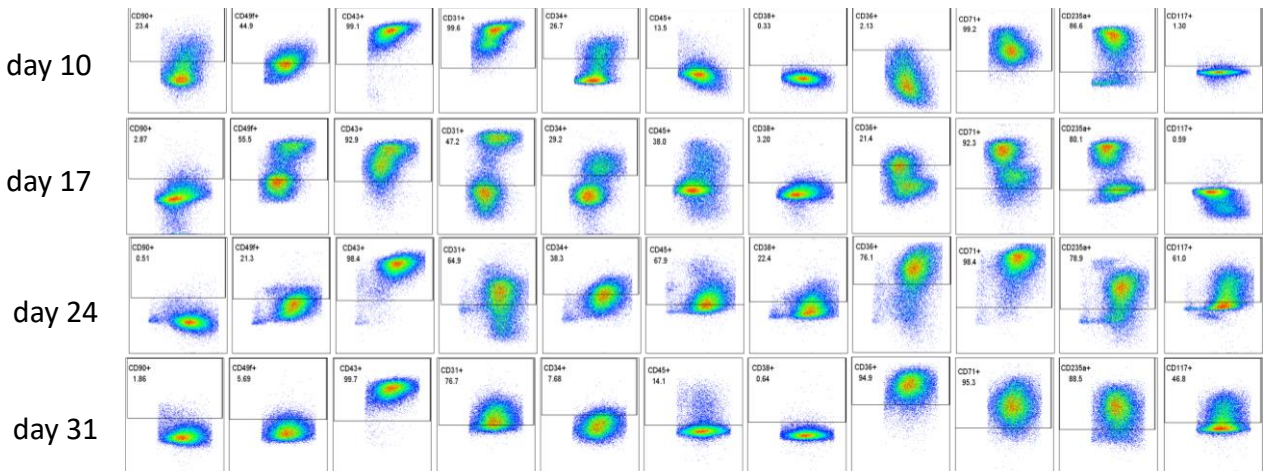 CD90+ CD49f+ CD43+ CD31+ CD34+ CD45+ CD38+ CD36+ CD71+ CD235a+ CD117+
23.4 44.9 99.1 99.6 26.7 13.5 0.33 2.13 99.2 86.6 1.30
day 10
CD90+ CD49f+ CD43+ CD31+ CD34+ CD45+ CD38+ CD36+ CD71+ CD235a+ CD117+
2.87 55.5 92.9 47.2 29.2 38.0 3.20 21.4 92.3 80.1 0.59
day 17
CD90+ CD49f+ CD43+ CD31+ CD34+ CD45+ CD38+ CD36+ CD71+ CD235a+ CD117+
0.51 21.3 98.4 64.9 38.3 67.9 22.4 76.1 98.4 78.9 61.0
day 24
CD90+ CD49f+ CD43+ CD31+ CD34+ CD45+ CD38+ CD36+ CD71+ CD235a+ CD117+
1.86 5.69 99.7 76.7 7.68 14.1 0.64 94.9 95.3 88.5 46.8
day 31